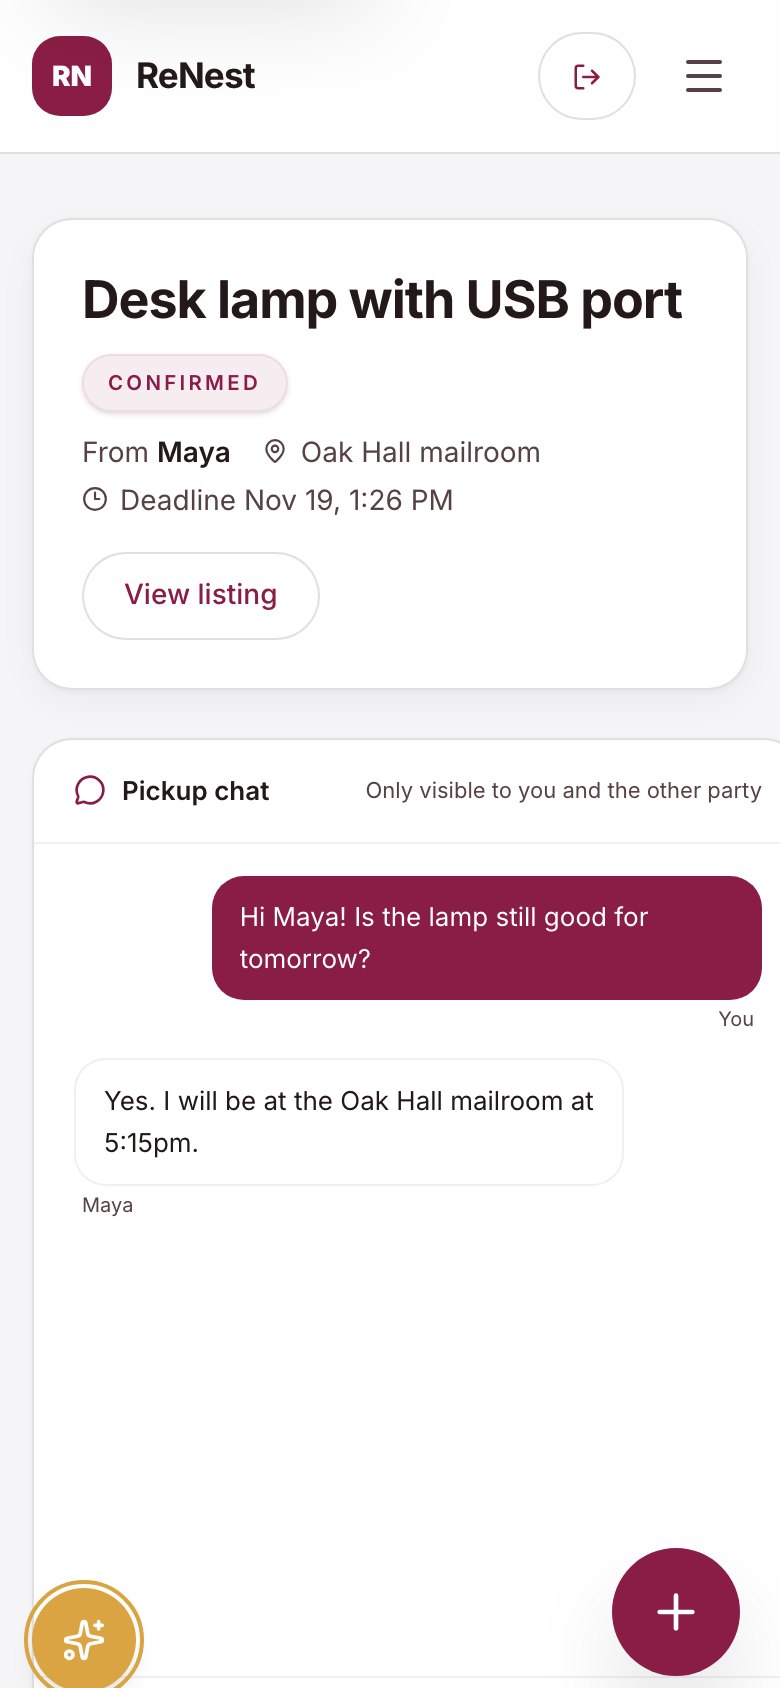 RN ReNest
Desk lamp with USB port
CONFIRMED
From Maya Oak Hall mailroom
Deadline Nov 19, 1:26 PM
View listing
Pickup chat Only visible to you and the other party
Hi Maya! Is the lamp still good for
tomorrow?
You
Yes. I will be at the Oak Hall mailroom at
5:15pm.
Maya